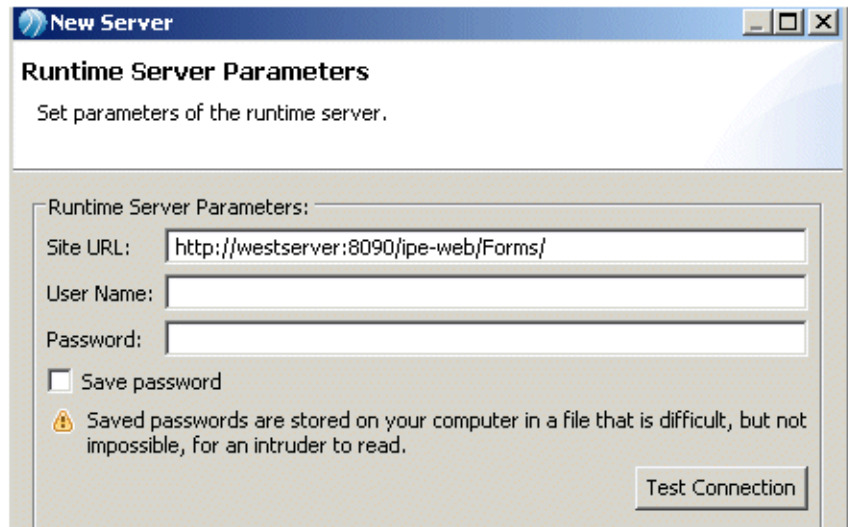 New Server
Runtime Server Parameters
Set parameters of the runtime server.
Runtime Server Parameters:
Site URL: http://westserver:8090/ipe-web/Forms/
User Name:
Password:
Save password
Saved passwords are stored on your computer in a file that is difficult, but not
impossible, for an intruder to read.
Test Connection